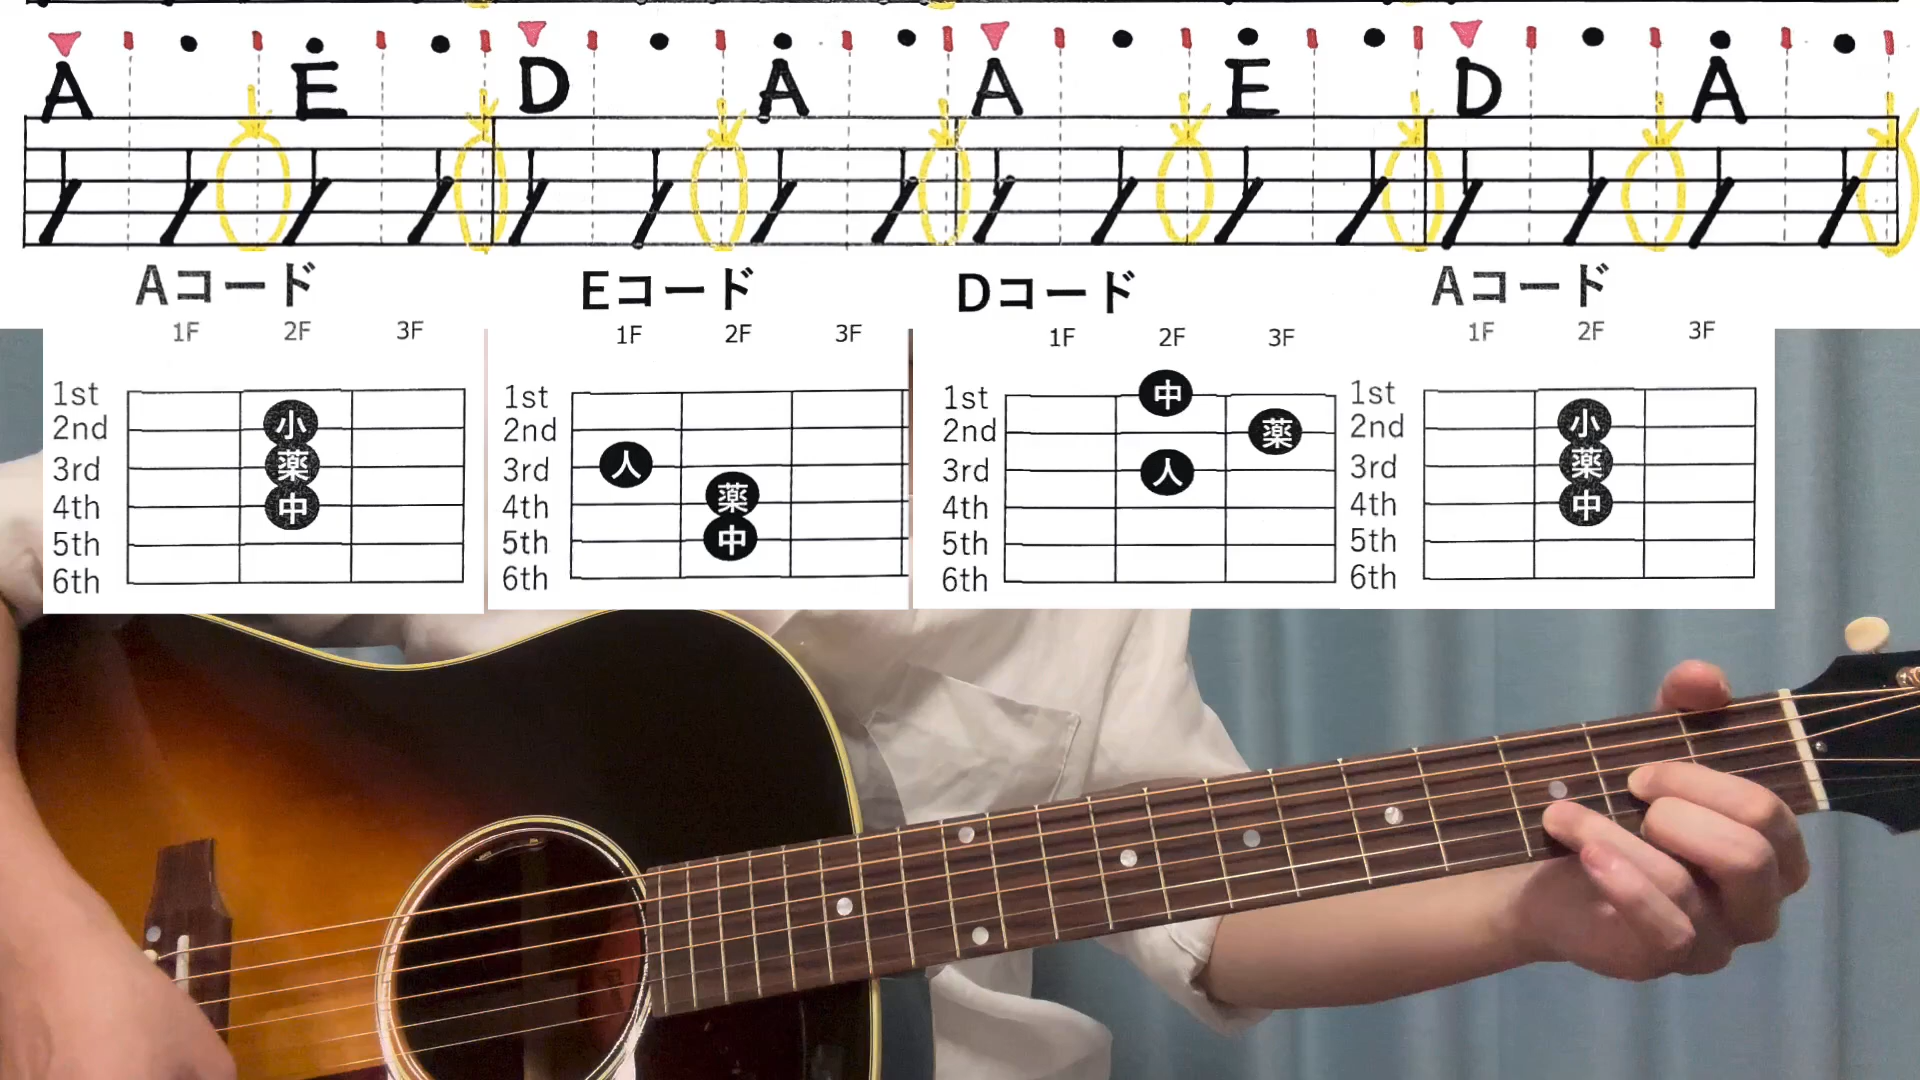 A E D A A E D A
Aコード Eコード Dコード Aコード
1F 2F 3F 1F 2F 3F 1F 2F 3F 1F 2F 3F
1st 小
2nd 薬
3rd 中
4th
5th
6th
1st 人
2nd 薬
3rd 中
4th
5th
6th
1st 中
2nd 薬
3rd 人
4th
5th
6th
1st 小
2nd 薬
3rd 中
4th
5th
6th